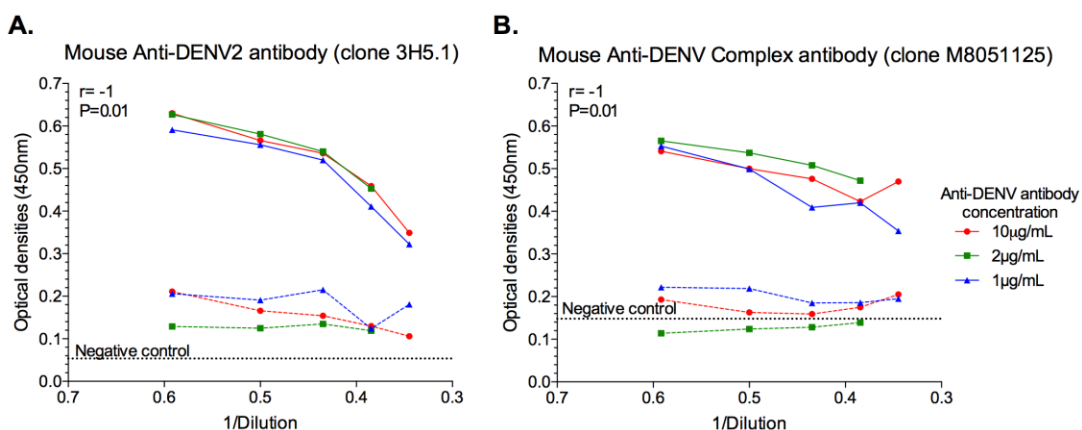 A.
Mouse Anti-DENV2 antibody (clone 3H5.1)
r= -1
P=0.01
Optical densities (450nm)
0.7
0.6
0.5
0.4
0.3
0.2
0.1
0.0
Negative control
0.7 0.6 0.5 0.4 0.3
1/Dilution
B.
Mouse Anti-DENV Complex antibody (clone M8051125)
r= -1
P=0.01
Optical densities (450nm)
0.7
0.6
0.5
0.4
0.3
0.2
0.1
0.0
Negative control
0.7 0.6 0.5 0.4 0.3
1/Dilution
Anti-DENV antibody
concentration
10µg/mL
2µg/mL
1µg/mL